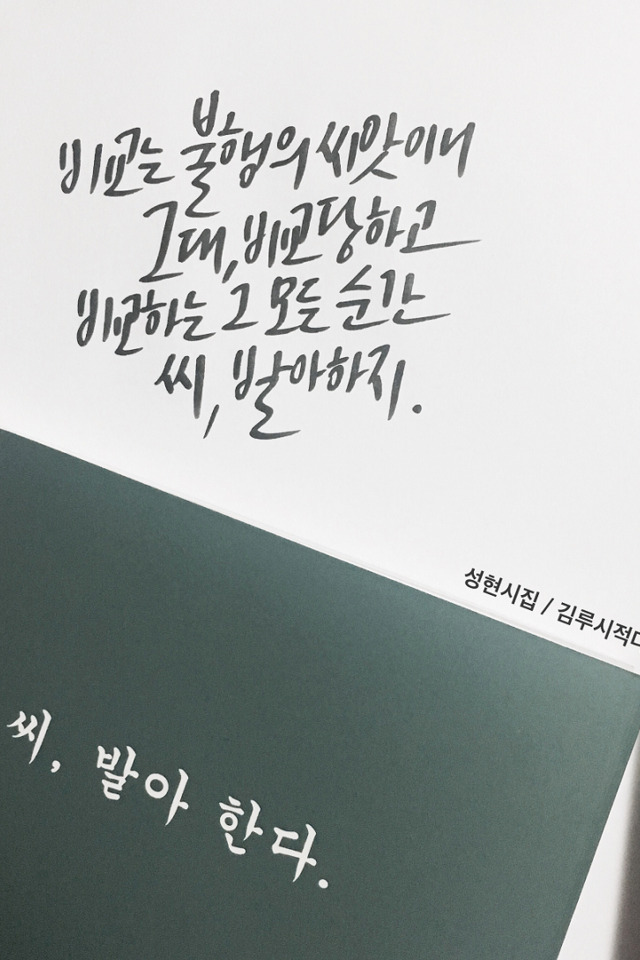 비교는 불행의 씨앗이니
그대, 비교당하고
비교하는 그 모든 순간
씨, 발아하지.
성현시집 / 김루시적
씨, 발아 한다.